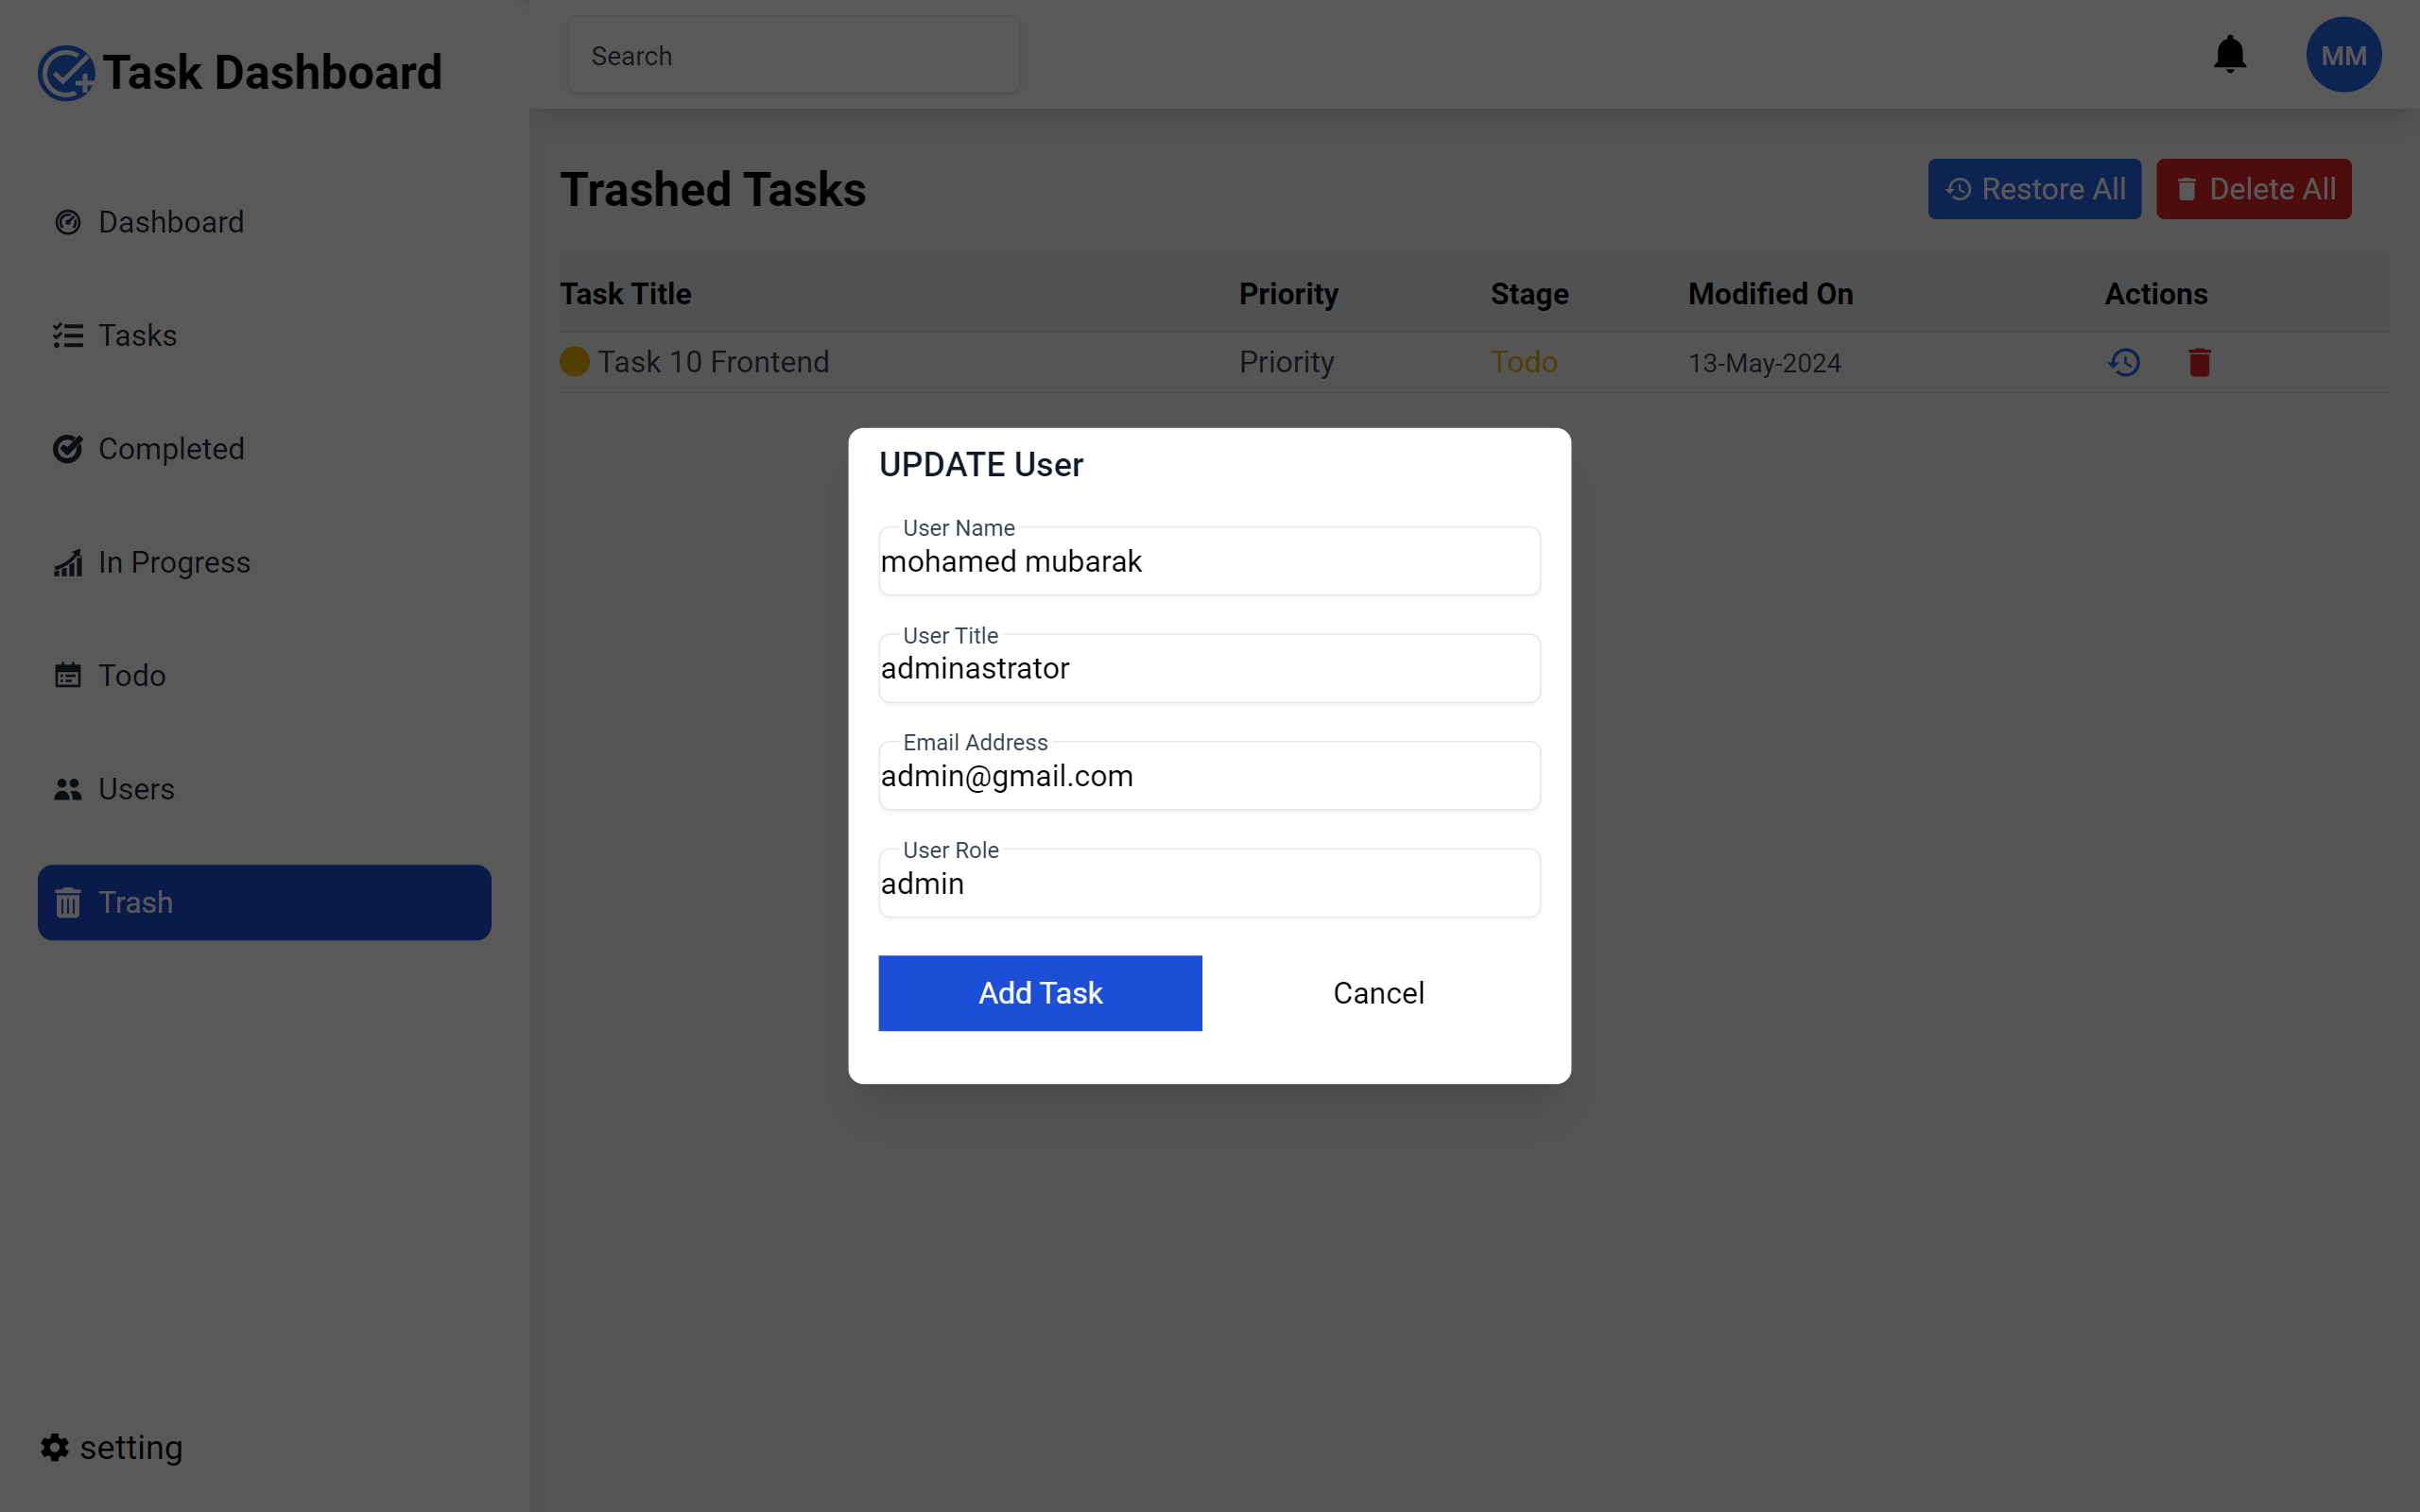 Task Dashboard
Search
MM
Dashboard
Tasks
Completed
In Progress
Todo
Users
Trash
setting
Trashed Tasks
Restore All
Delete All
Task Title Priority Stage Modified On Actions
Task 10 Frontend Priority Todo 13-May-2024
UPDATE User
User Name
mohamed mubarak
User Title
adminastrator
Email Address
admin@gmail.com
User Role
admin
Add Task
Cancel